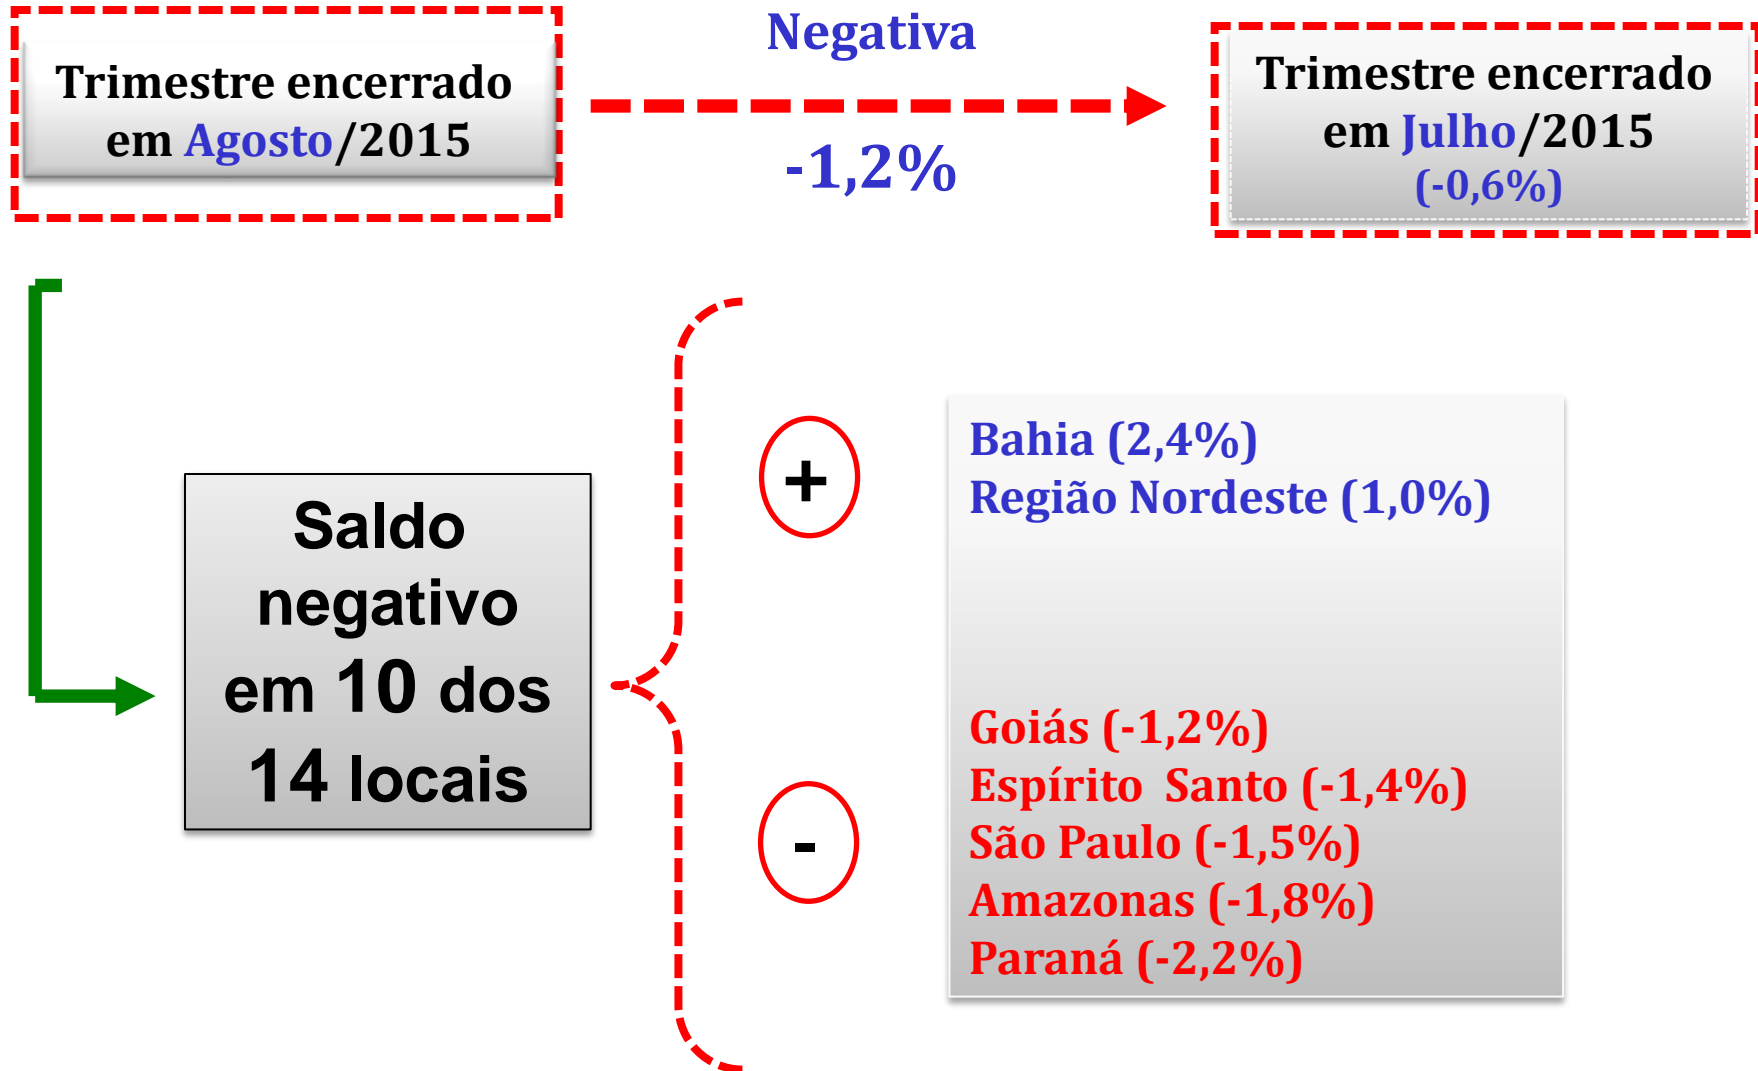 Trimestre encerrado
em Agosto/2015
Negativa
-1,2%
Trimestre encerrado
em Julho/2015
(-0,6%)
Saldo
negativo
em 10 dos
14 locais
+
Bahia (2,4%)
Região Nordeste (1,0%)
-
Goiás (-1,2%)
Espírito  Santo (-1,4%)
São Paulo (-1,5%)
Amazonas (-1,8%)
Paraná (-2,2%)